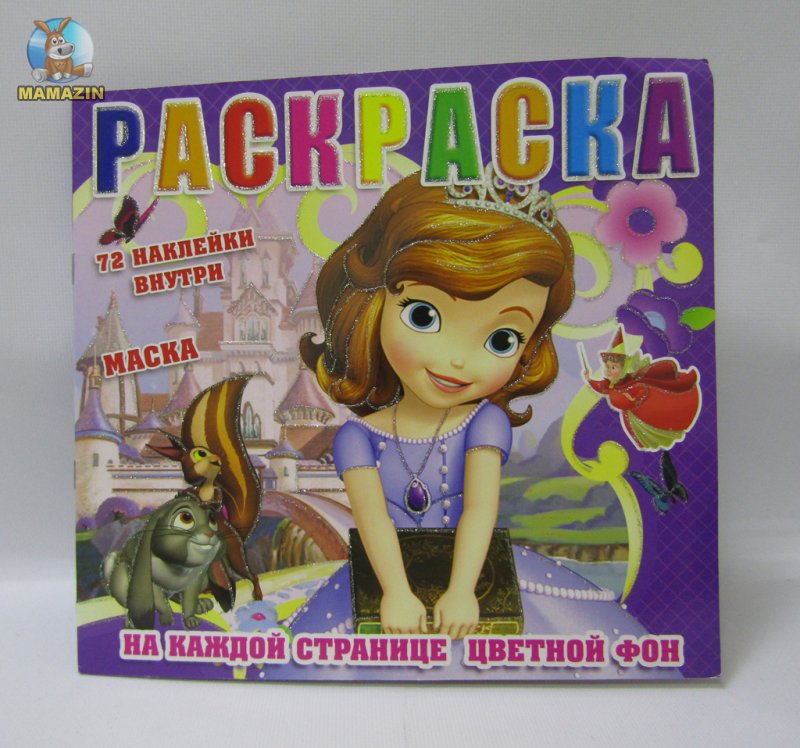 MAMAZIN
РАСКРАСКА
72 НАКЛЕЙКИ
ВНУТРИ
МАСКА
НА КАЖДОЙ СТРАНИЦЕ ЦВЕТНОЙ ФОН